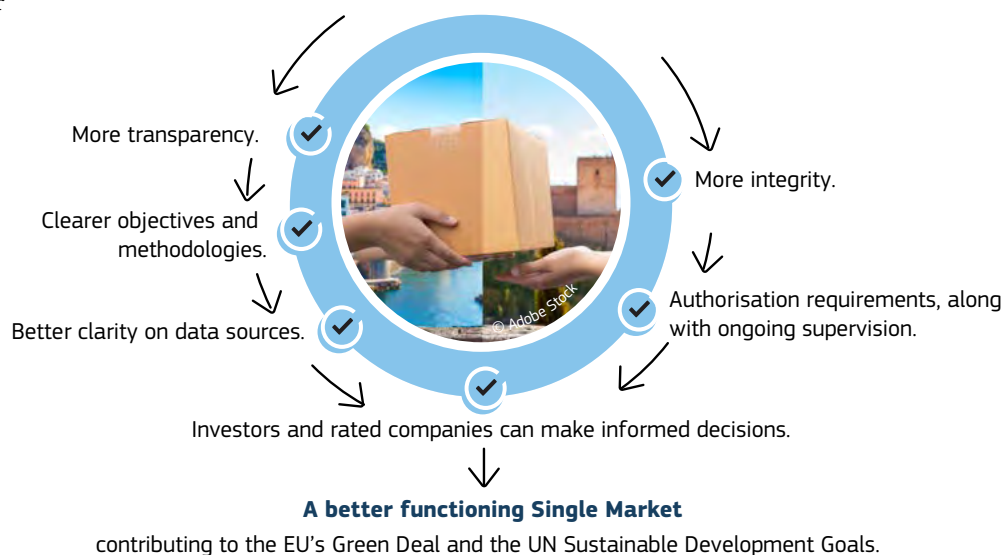 More transparency.
Clearer objectives and
methodologies.
Better clarity on data sources.
More integrity.
Authorisation requirements, along
with ongoing supervision.
© Adobe Stock
Investors and rated companies can make informed decisions.
A better functioning Single Market
contributing to the EU's Green Deal and the UN Sustainable Development Goals.